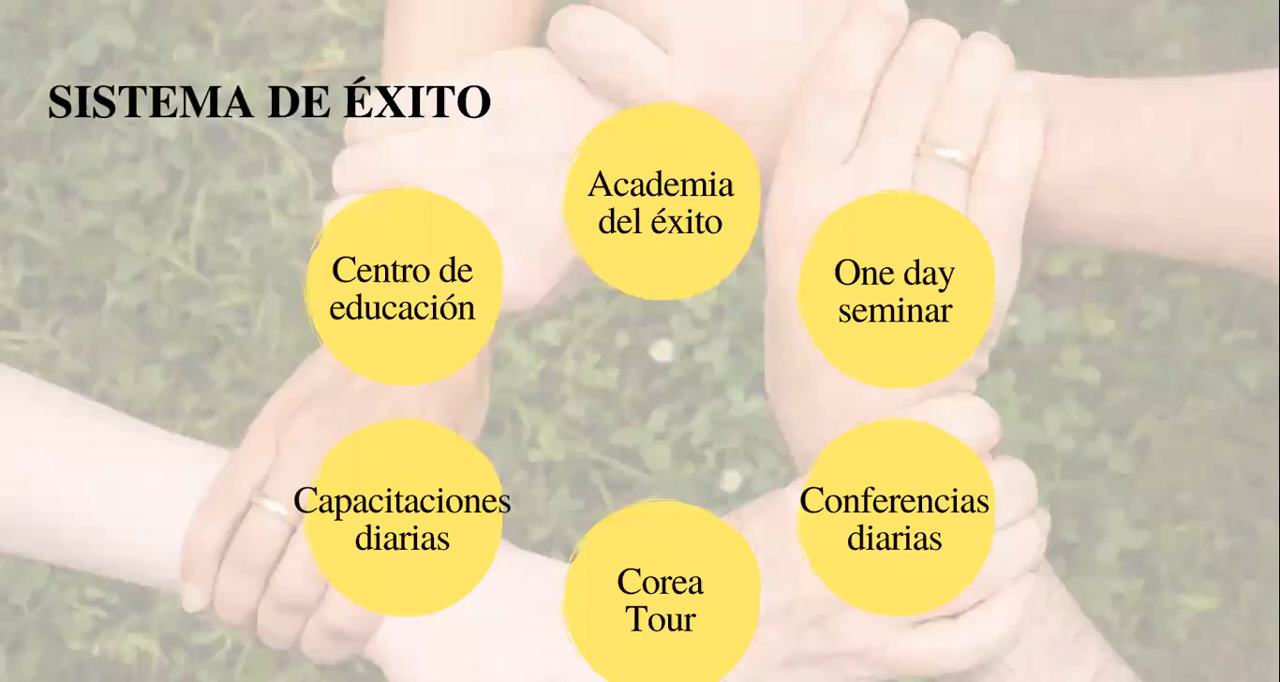 SISTEMA DE ÉXITO
Academia
del éxito
Centro de
educación
One day
seminar
Capacitaciones
diarias
Conferencias
diarias
Corea
Tour